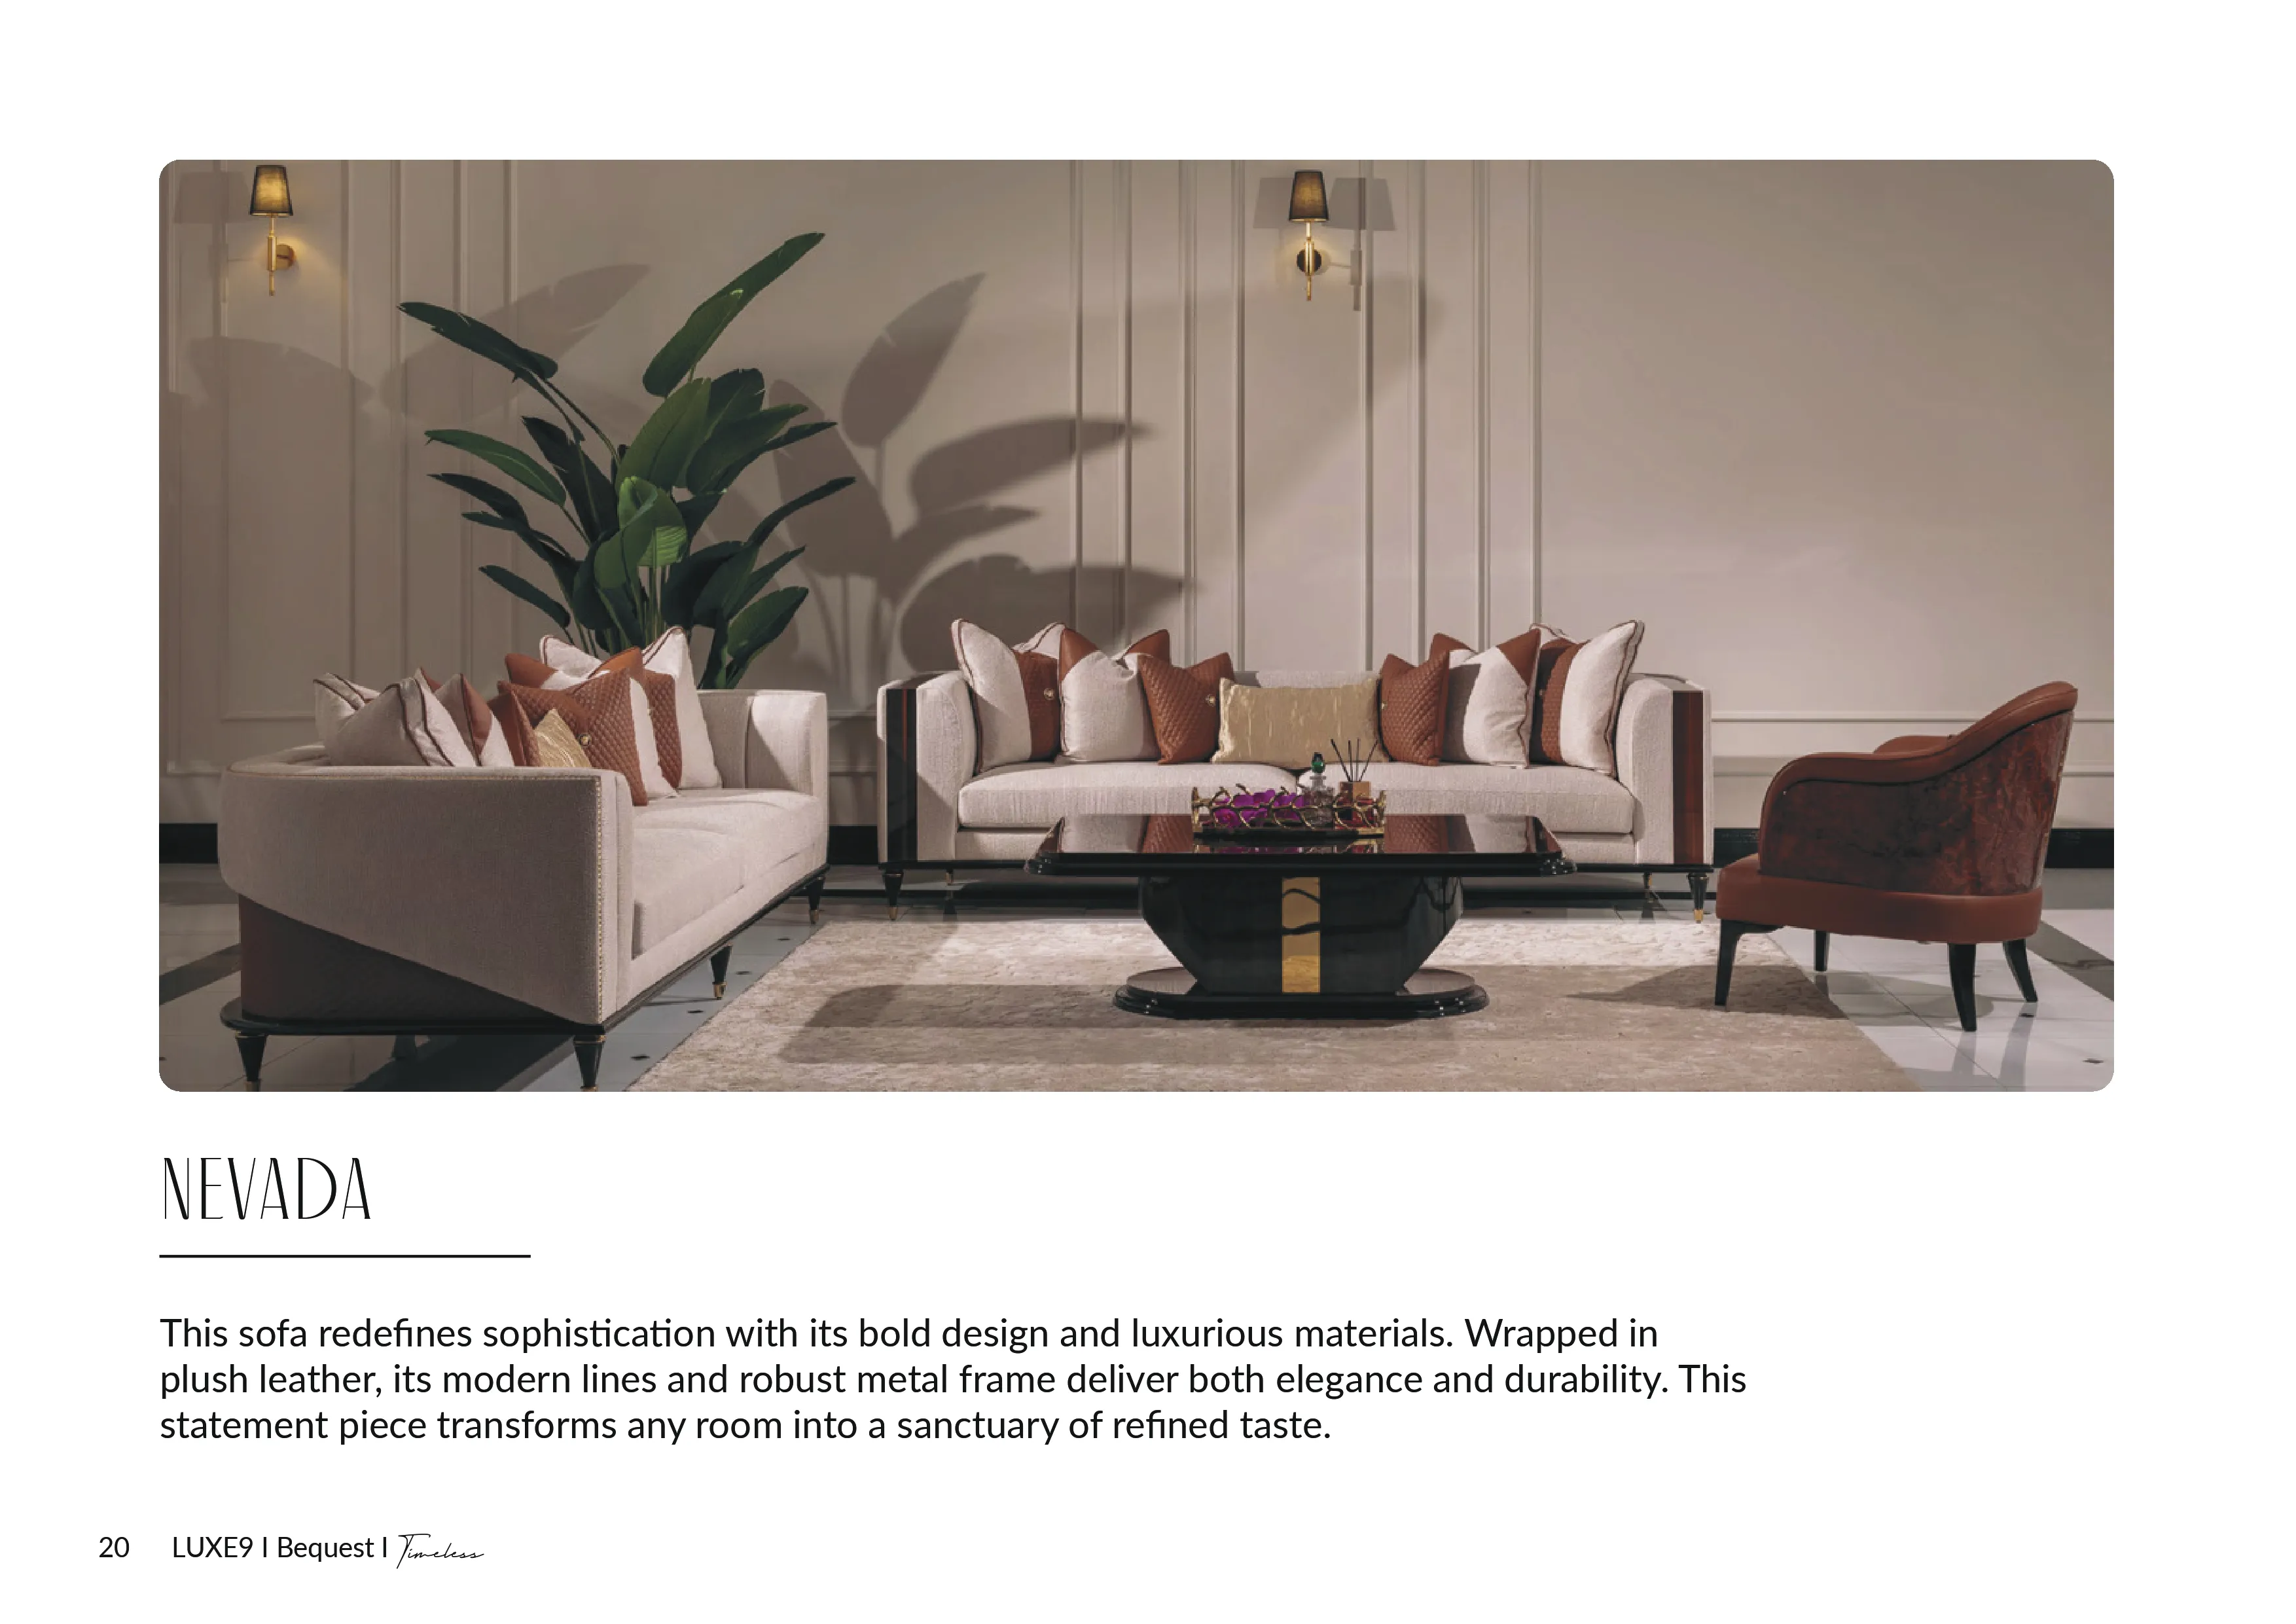 NEVADA
This sofa redefines sophistication with its bold design and luxurious materials. Wrapped in
plush leather, its modern lines and robust metal frame deliver both elegance and durability. This
statement piece transforms any room into a sanctuary of refined taste.
20 LUXE9 I Bequest I Timeless